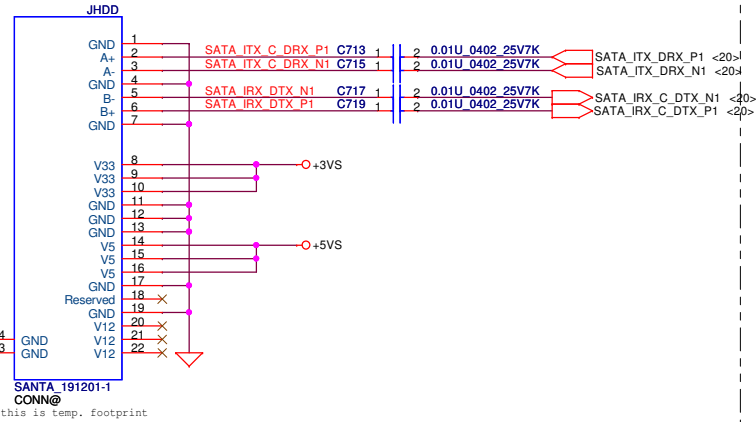 JHDD
GND 1
A+ 2 SATA_ITX_C_DRX_P1 C713 1 2 0.01U_0402_25V7K SATA_ITX_DRX_P1 <20>
A- 3 SATA_ITX_C_DRX_N1 C715 1 2 0.01U_0402_25V7K SATA_ITX_DRX_N1 <20>
GND 4
B- 5 SATA_IRX_DTX_N1 C717 1 2 0.01U_0402_25V7K SATA_IRX_C_DTX_N1 <20>
B+ 6 SATA_IRX_DTX_P1 C719 1 2 0.01U_0402_25V7K SATA_IRX_C_DTX_P1 <20>
GND 7
V33 8 +3VS
V33 9
V33 10
GND 11
GND 12
GND 13
V5 14 +5VS
V5 15
V5 16
GND 17
Reserved 18
GND 19
V12 20
4 GND V12 21
3 GND V12 22
SANTA_191201-1
CONN@
this is temp. footprint